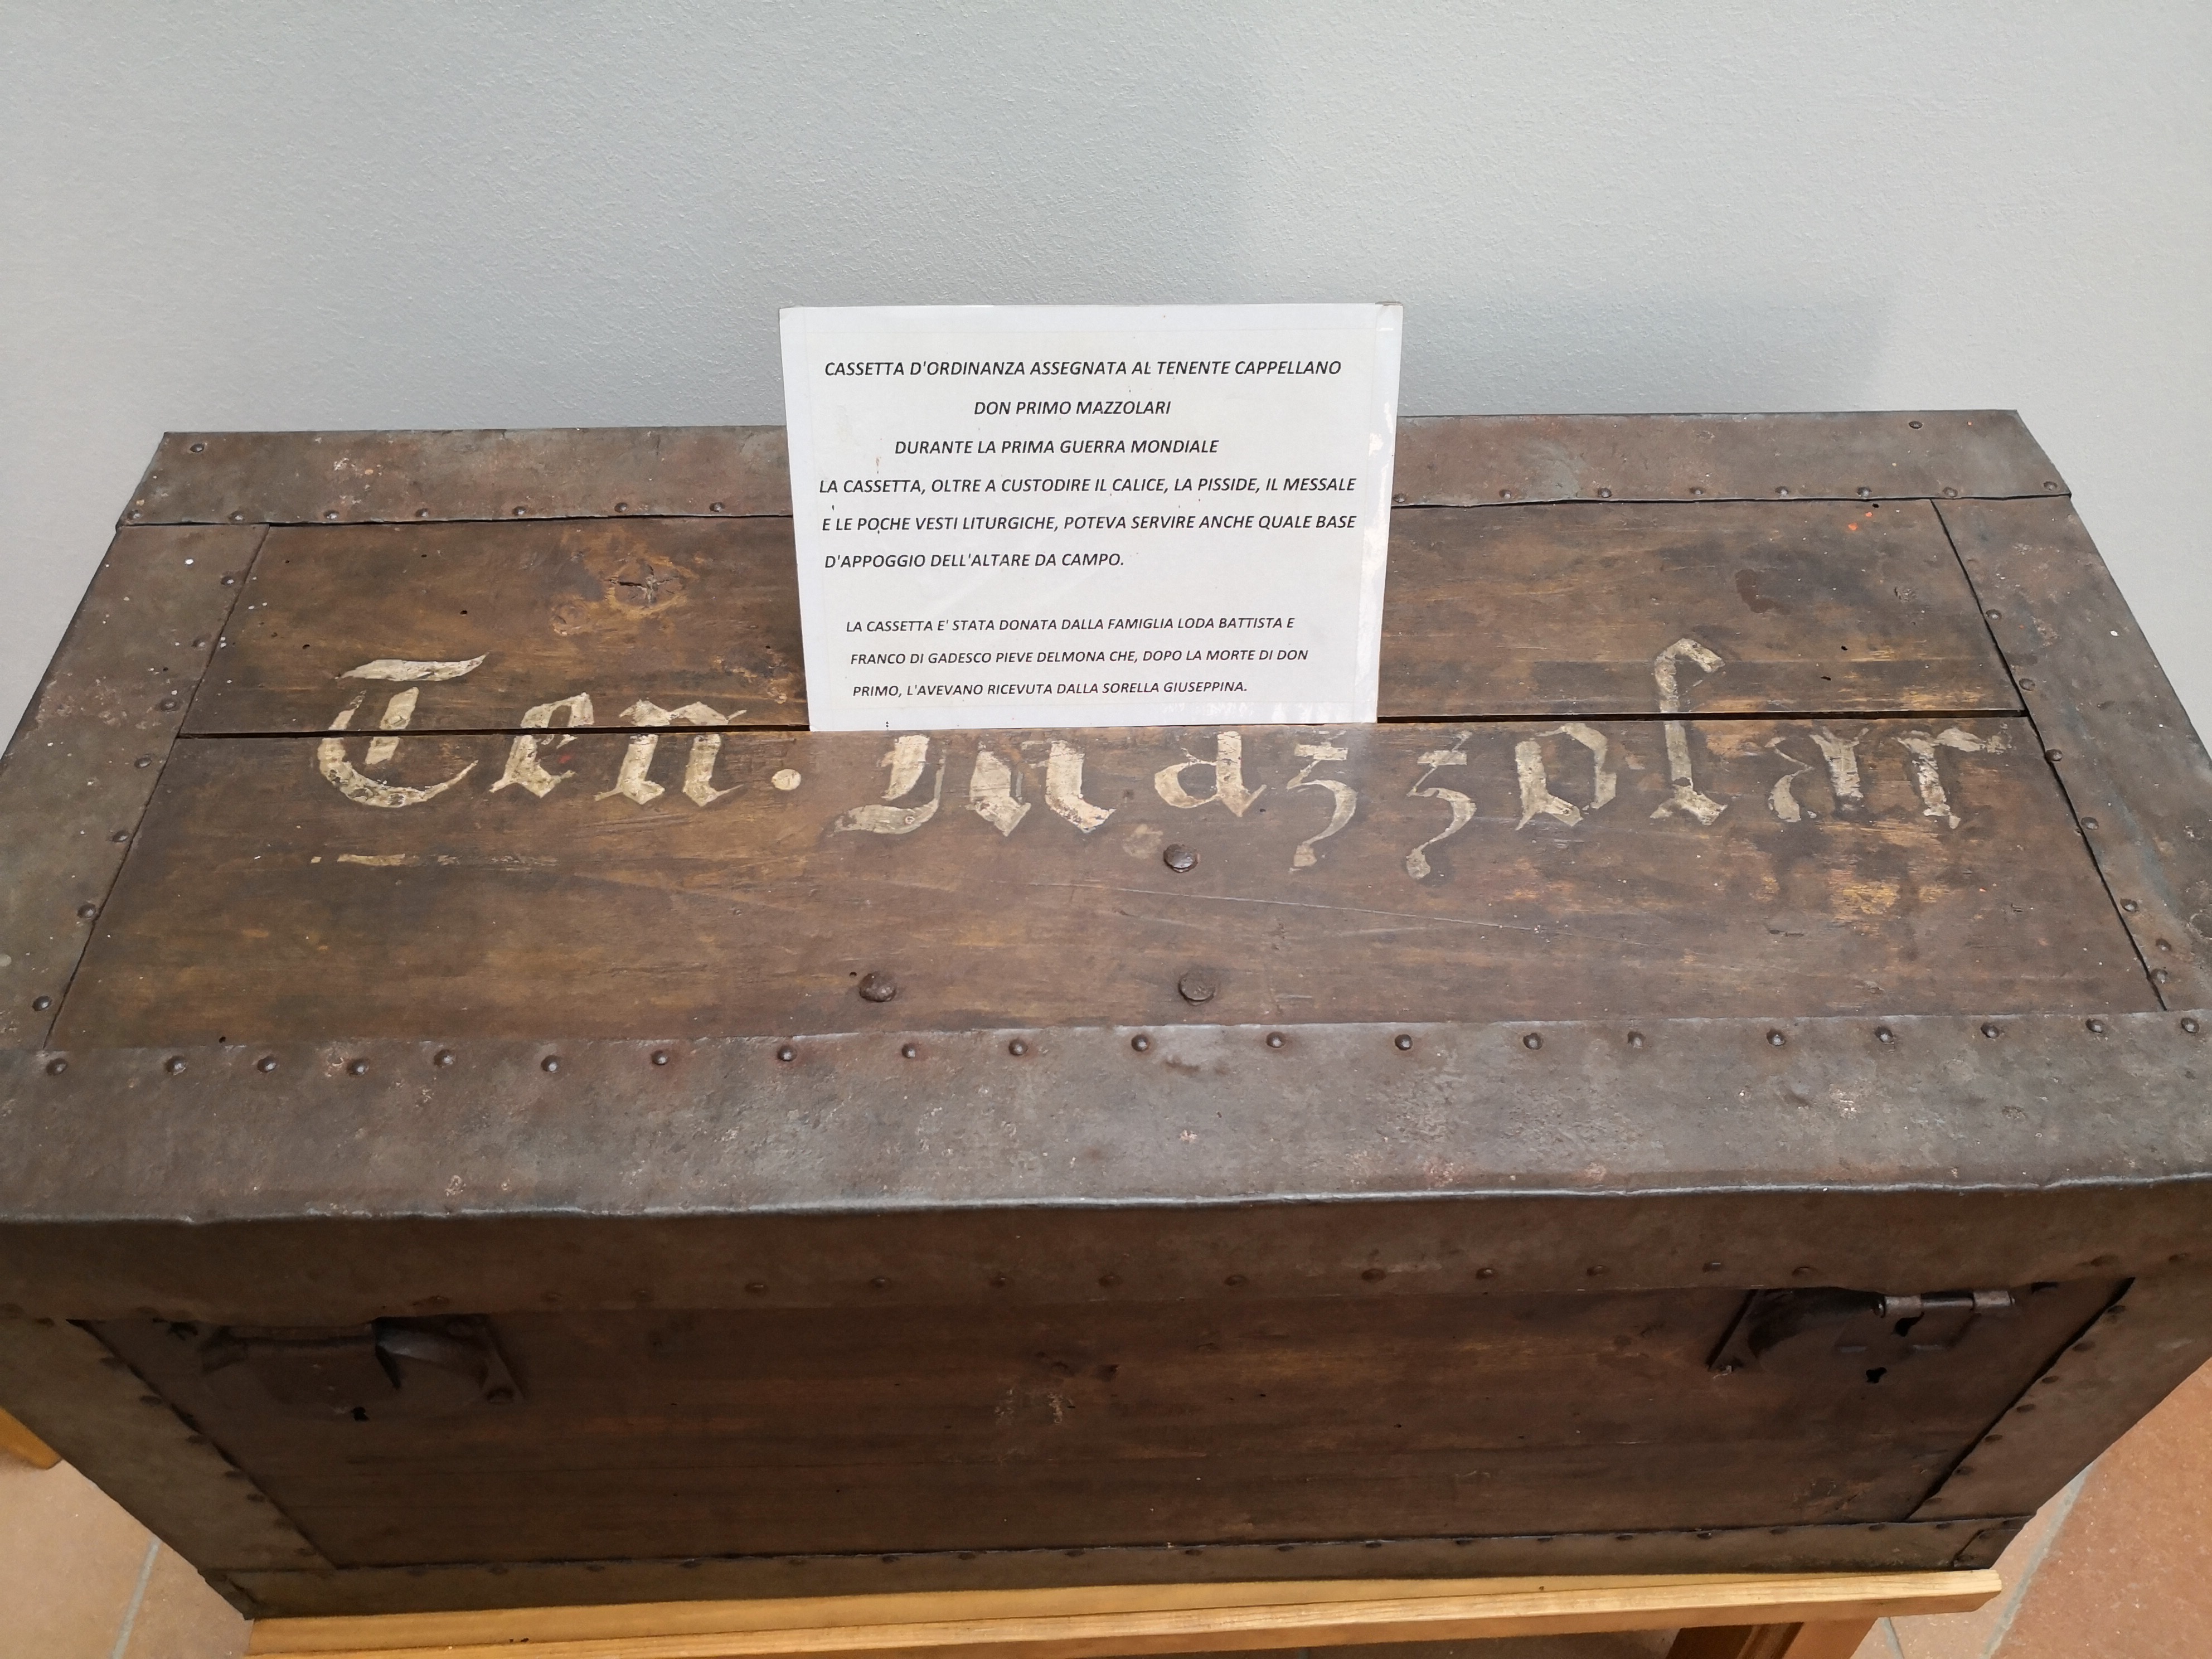 CASSETTA D'ORDINANZA ASSEGNATA AL TENENTE CAPPELLANO
DON PRIMO MAZZOLARI
DURANTE LA PRIMA GUERRA MONDIALE
LA CASSETTA, OLTRE A CUSTODIRE IL CALICE, LA PISSIDE, IL MESSALE
E LE POCHE VESTI LITURGICHE, POTEVA SERVIRE ANCHE QUALE BASE
D'APPOGGIO DELL'ALTARE DA CAMPO.
LA CASSETTA E' STATA DONATA DALLA FAMIGLIA LODA BATTISTA E
FRANCO DI GADESCO PIEVE DELMONA CHE, DOPO LA MORTE DI DON
PRIMO, L'AVEVANO RICEVUTA DALLA SORELLA GIUSEPPINA.
Ten. Mazzolar